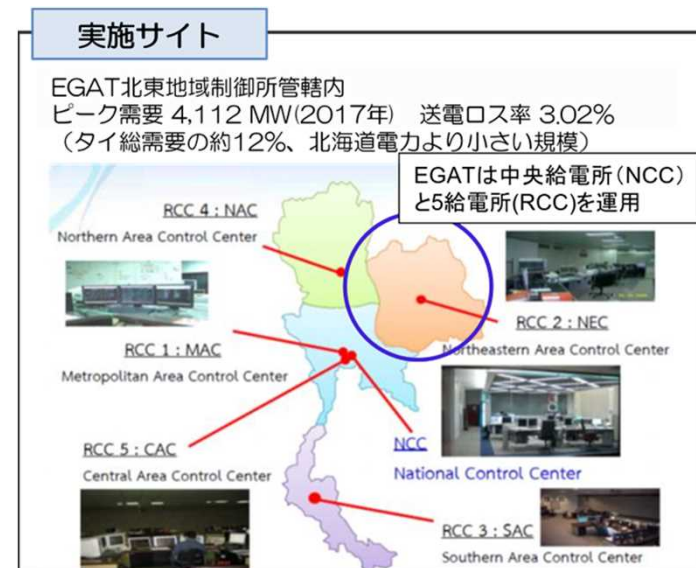 実施サイト
EGAT北東地域制御所管轄内
ピーク需要 4,112 MW(2017年)　送電ロス率 3.02%
（タイ総需要の約12%、北海道電力より小さい規模）
EGATは中央給電所（NCC）
と5給電所(RCC)を運用
RCC 4 : NAC
Northern Area Control Center
RCC 2 : NEC
Northeastern Area Control Center
RCC 1 : MAC
Metropolitan Area Control Center
NCC
National Control Center
RCC 5 : CAC
Central Area Control Center
RCC 3 : SAC
Southern Area Control Center